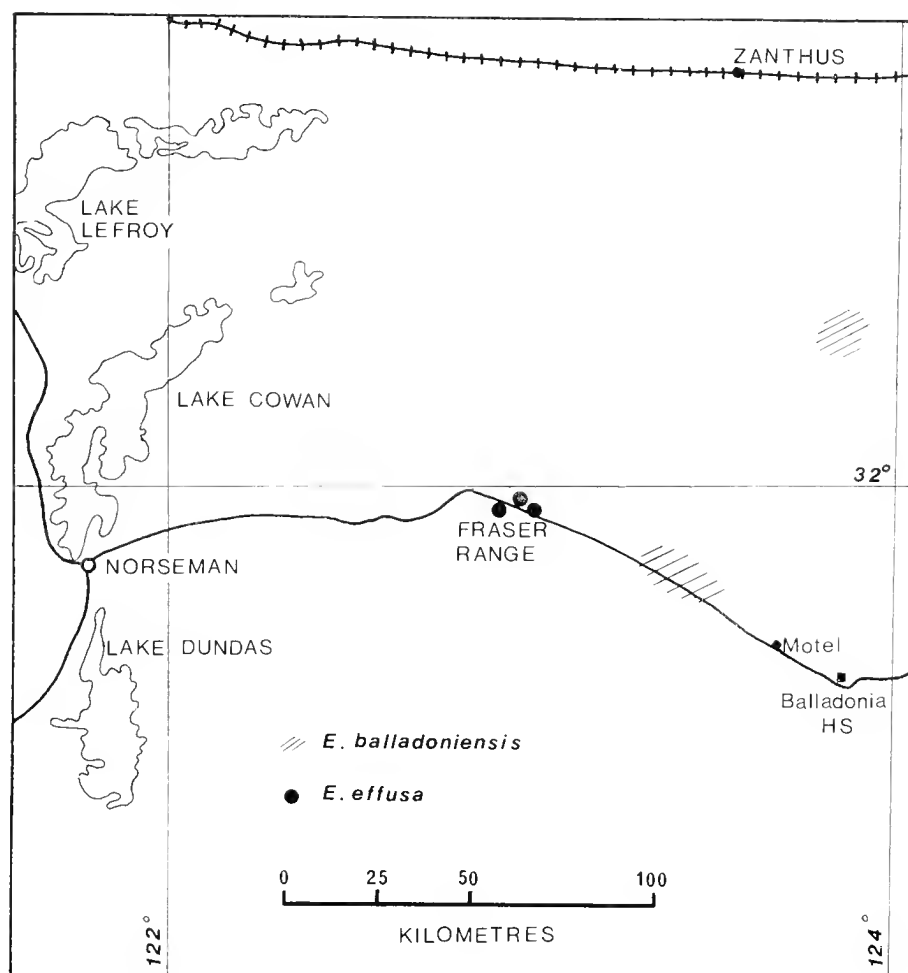 ZANTHUS
LAKE
LEFROY
LAKE COWAN
32°
FRASER
RANGE
NORSEMAN
LAKE DUNDAS
Motel
Balladonia
HS
E. balladoniensis
E. effusa
0 25 50 100
KILOMETRES
122°
124°